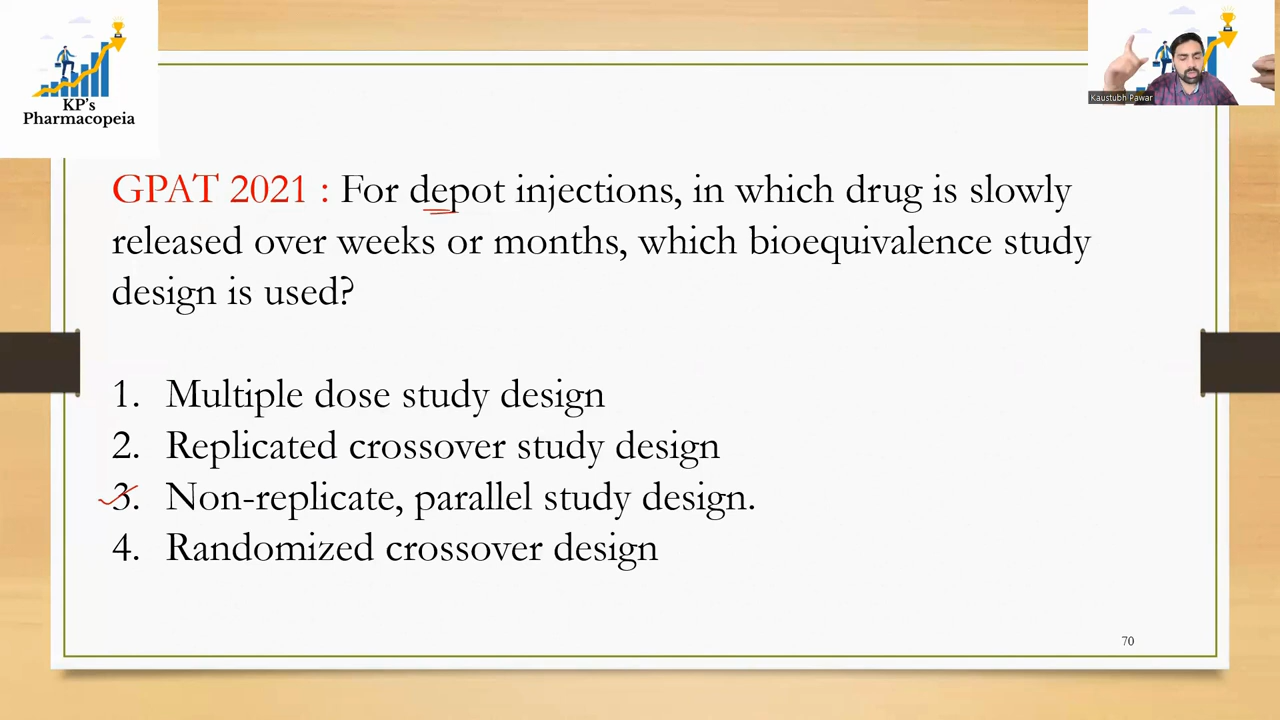 KP's
Pharmacopeia
Kaustubh Pawar
GPAT 2021 : For depot injections, in which drug is slowly
released over weeks or months, which bioequivalence study
design is used?
1. Multiple dose study design
2. Replicated crossover study design
3. Non-replicate, parallel study design.
4. Randomized crossover design
70